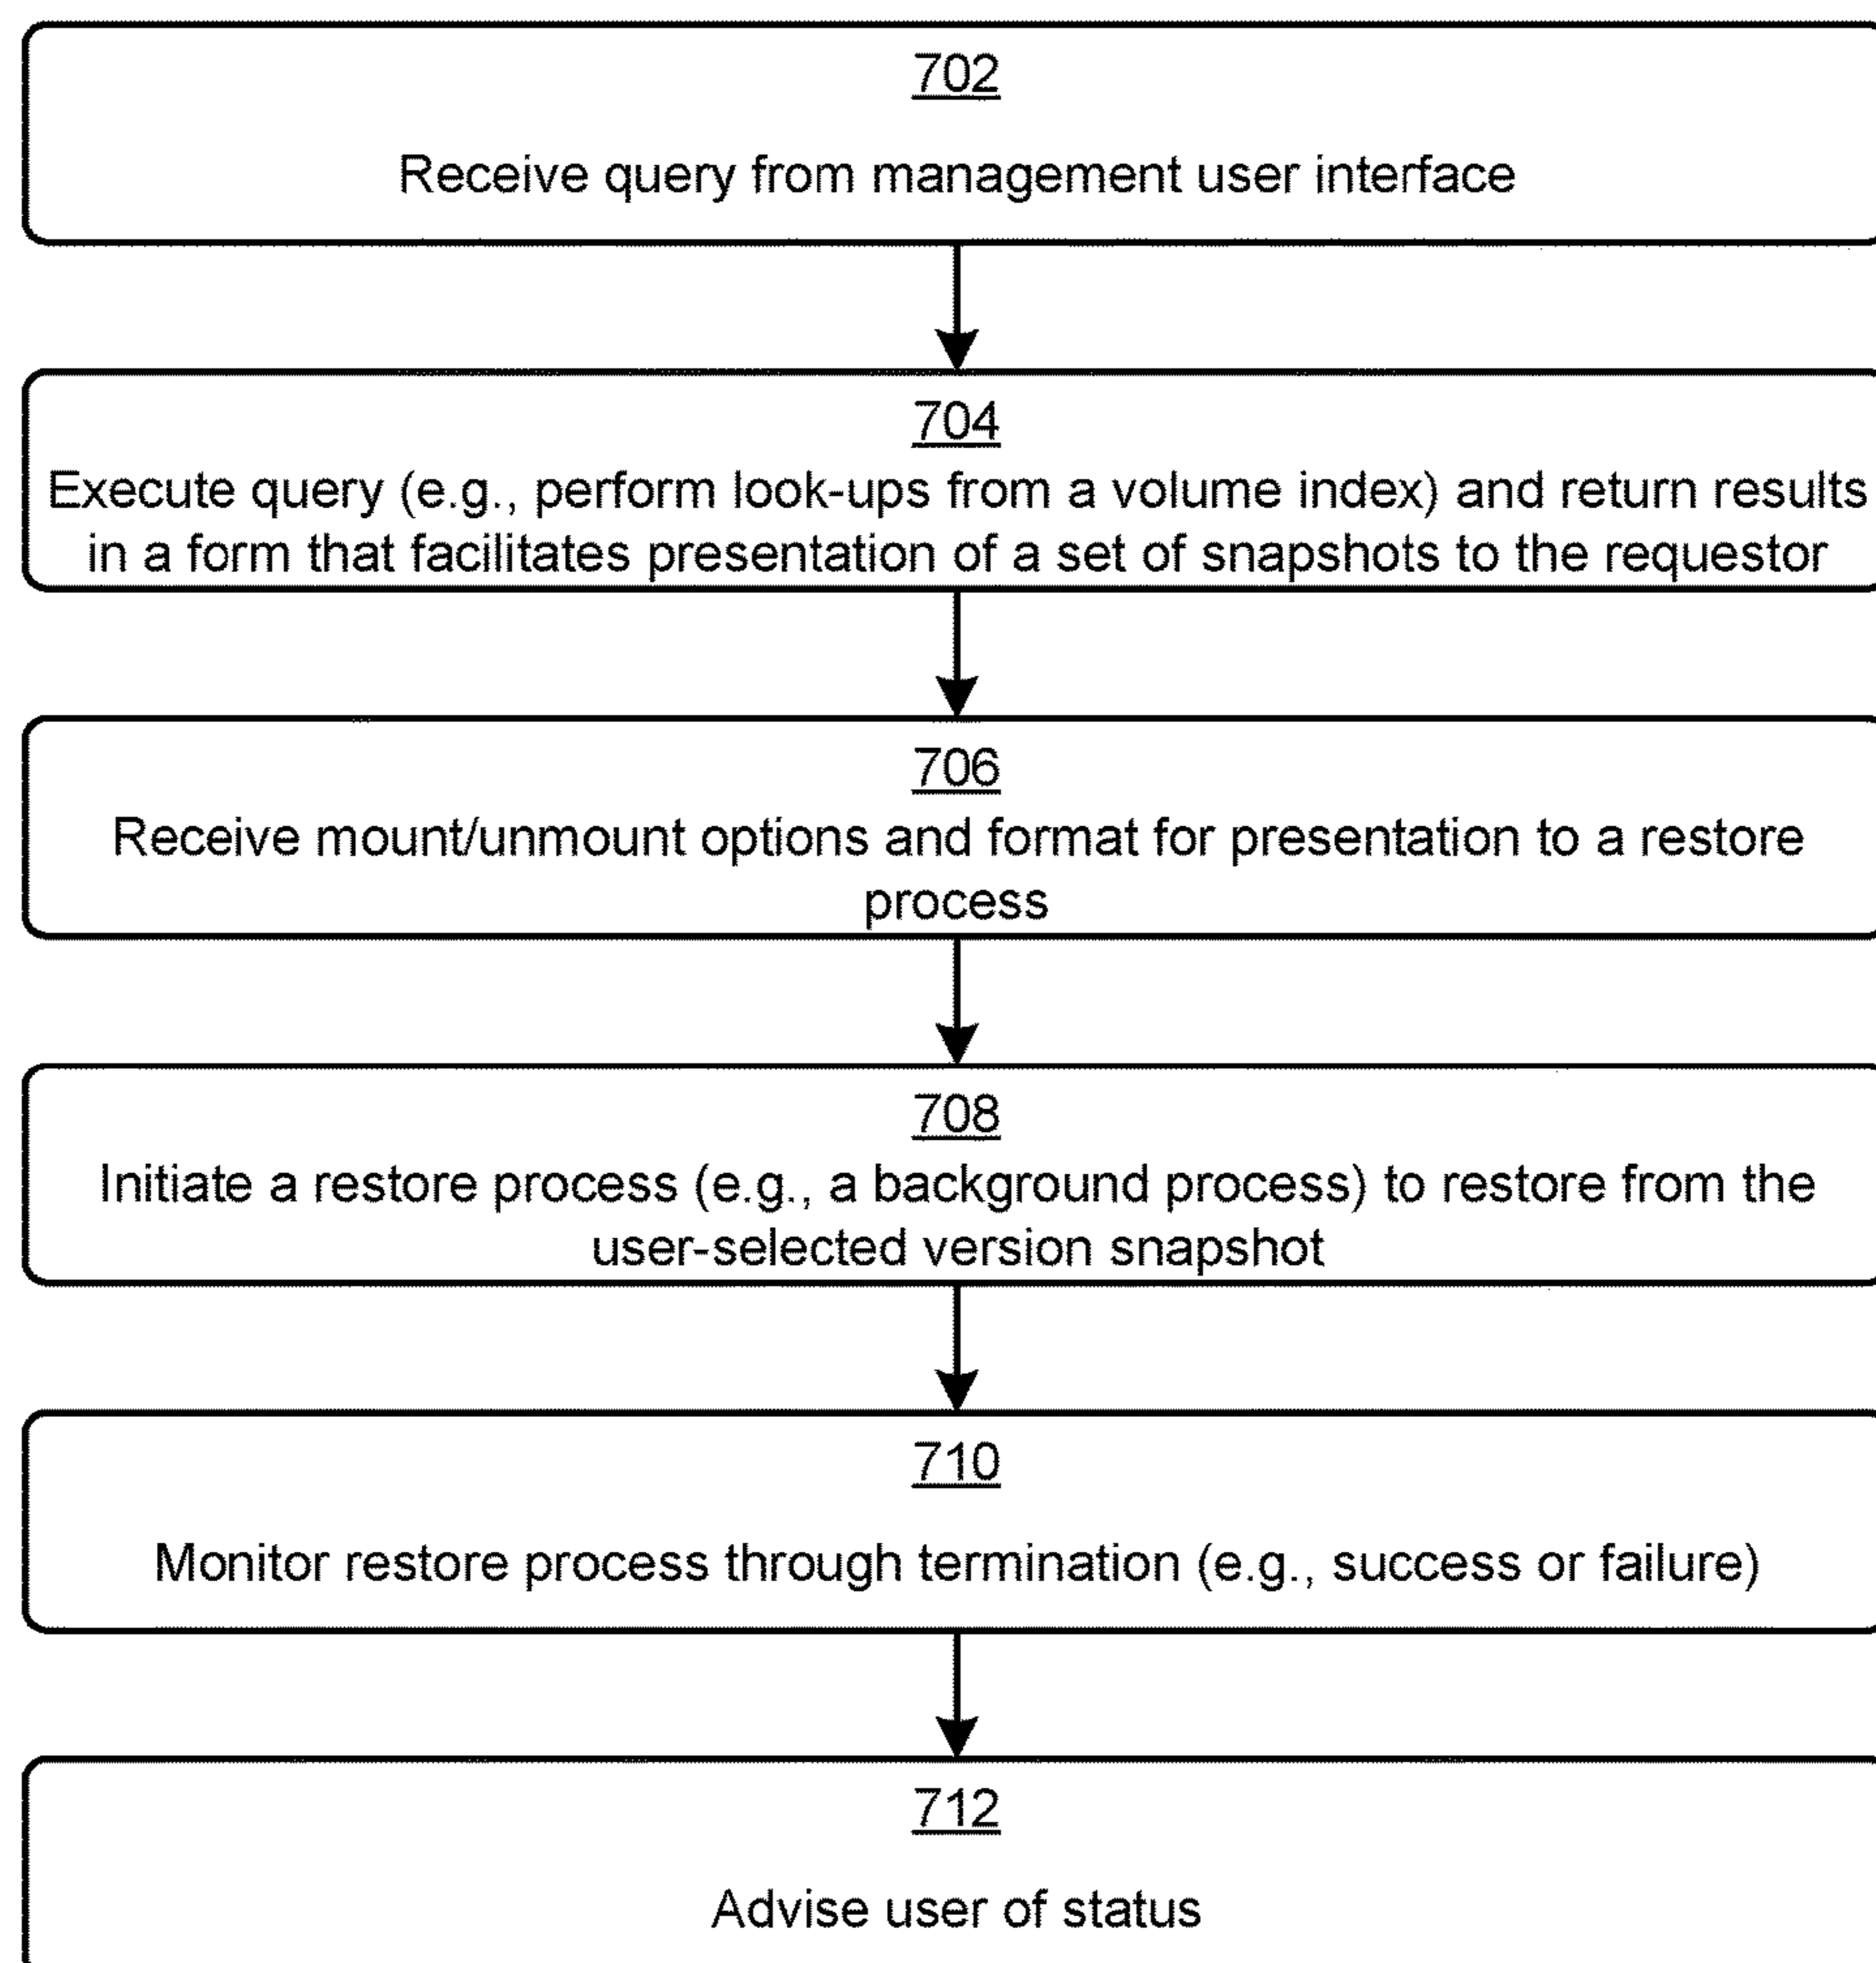 702
Receive query from management user interface
704
Execute query (e.g., perform look-ups from a volume index) and return results
in a form that facilitates presentation of a set of snapshots to the requestor
706
Receive mount/unmount options and format for presentation to a restore
process
708
Initiate a restore process (e.g., a background process) to restore from the
user-selected version snapshot
710
Monitor restore process through termination (e.g., success or failure)
712
Advise user of status